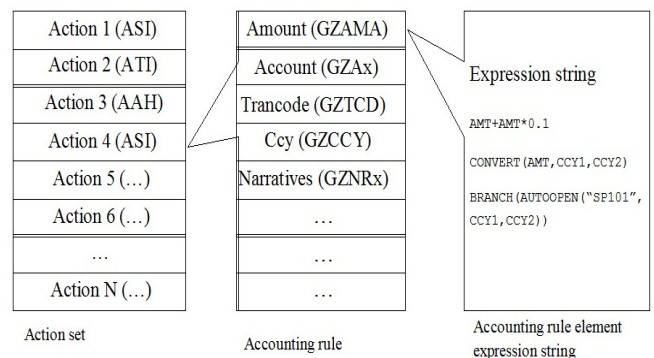 Action 1 (ASI)
Action 2 (ATI)
Action 3 (AAH)
Action 4 (ASI)
Action 5 (…)
Action 6 (…)
…
Action N (…)
Action set
Amount (GZAMA)
Account (GZAx)
Trancode (GZTCD)
Ccy (GZCCY)
Narratives (GZNRx)
…
…
…
Accounting rule
Expression string
AMT+AMT*0.1
CONVERT(AMT,CCY1,CCY2)
BRANCH(AUTOOPEN(“SP101”,
CCY1,CCY2))
Accounting rule element
expression string